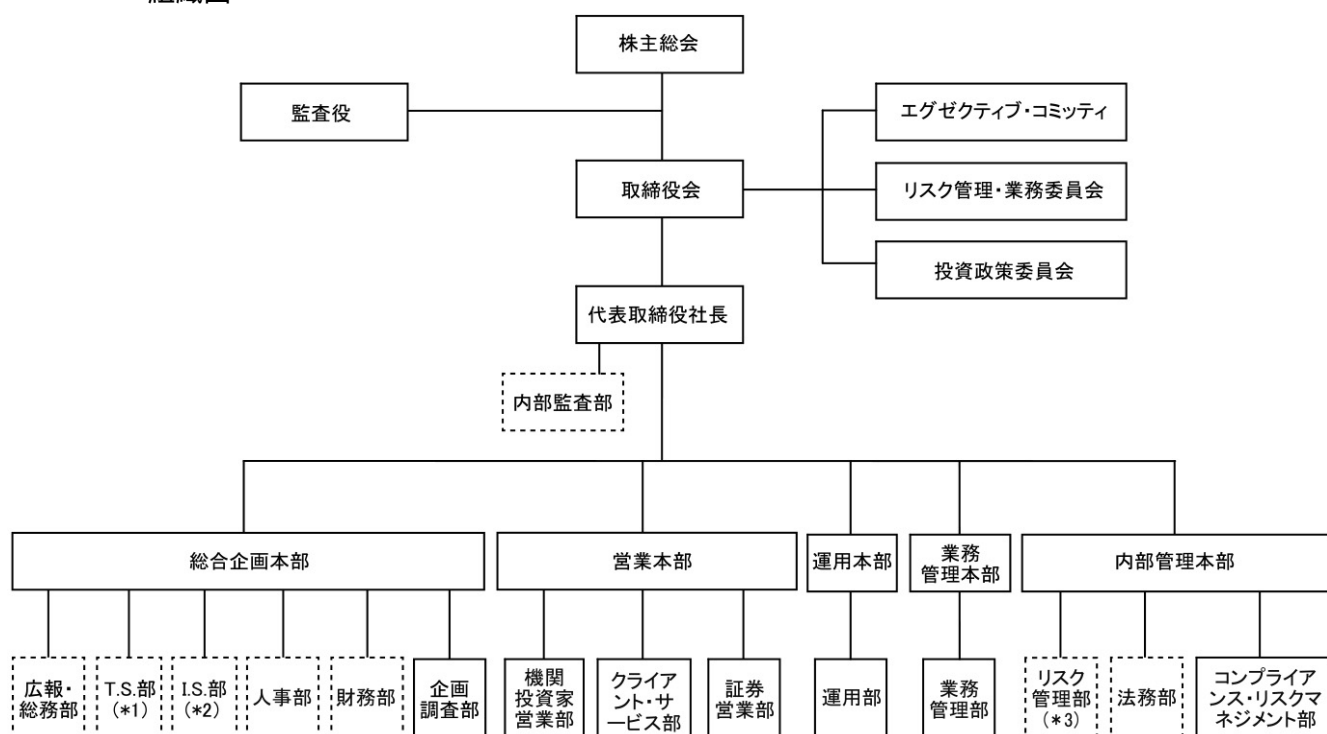 組織図
株主総会
監査役
エグゼクティブ・コミッティ
取締役会
リスク管理・業務委員会
投資政策委員会
代表取締役社長
内部監査部
総合企画本部
営業本部
運用本部
業務
管理本部
内部管理本部
広報・
総務部
T.S.部
(*1)
I.S.部
(*2)
人事部
財務部
企画
調査部
機関
投資家
営業部
クライア
ント・サ
ービス部
証券
営業部
運用部
業務
管理部
リスク
管理部
(*3)
法務部
コンプライア
ンス・リスクマ
ネジメント部